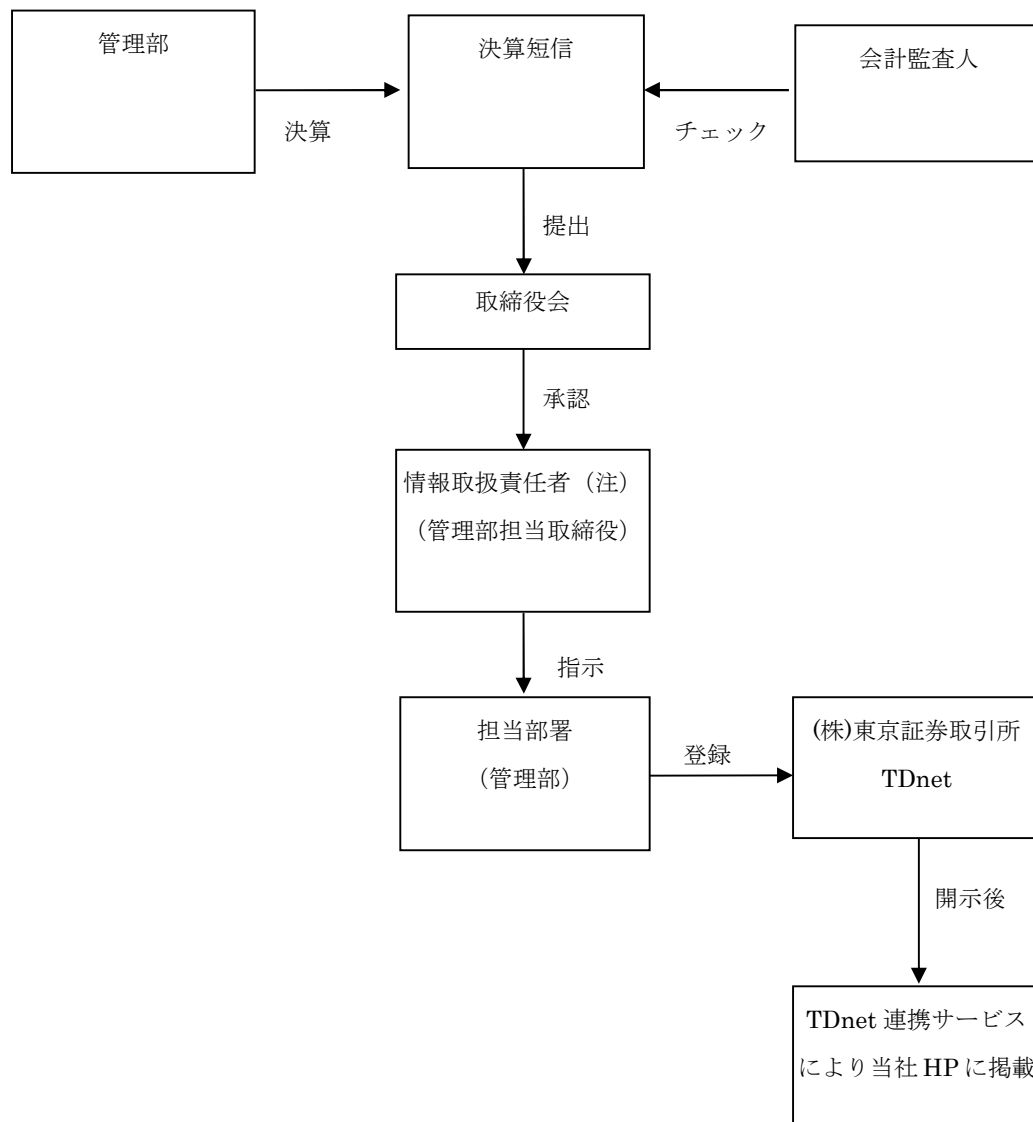 管理部
決算短信
会計監査人
決算
チェック
提出
取締役会
承認
情報取扱責任者（注）
（管理部担当取締役）
指示
担当部署
（管理部）
登録
(株)東京証券取引所
TDnet
開示後
TDnet 連携サービス
により当社 HP に掲載